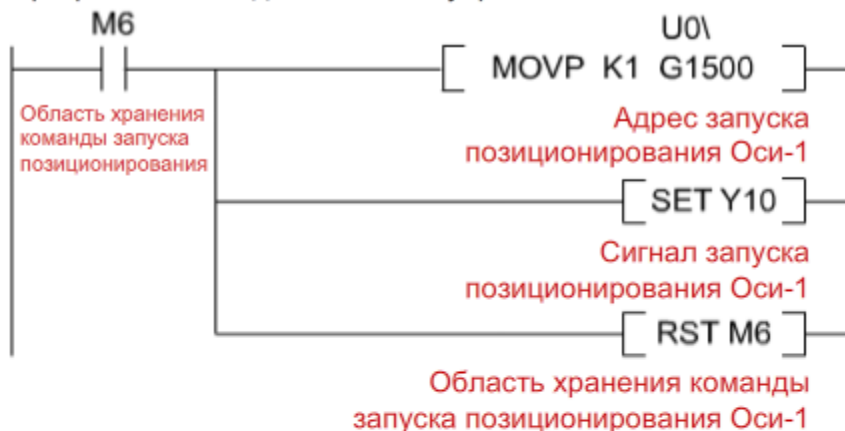 M6
U0\
MOVP K1 G1500
Область хранения
команды запуска
позиционирования
Адрес запуска
позиционирования Оси-1
SET Y10
Сигнал запуска
позиционирования Оси-1
RST M6
Область хранения команды
запуска позиционирования Оси-1